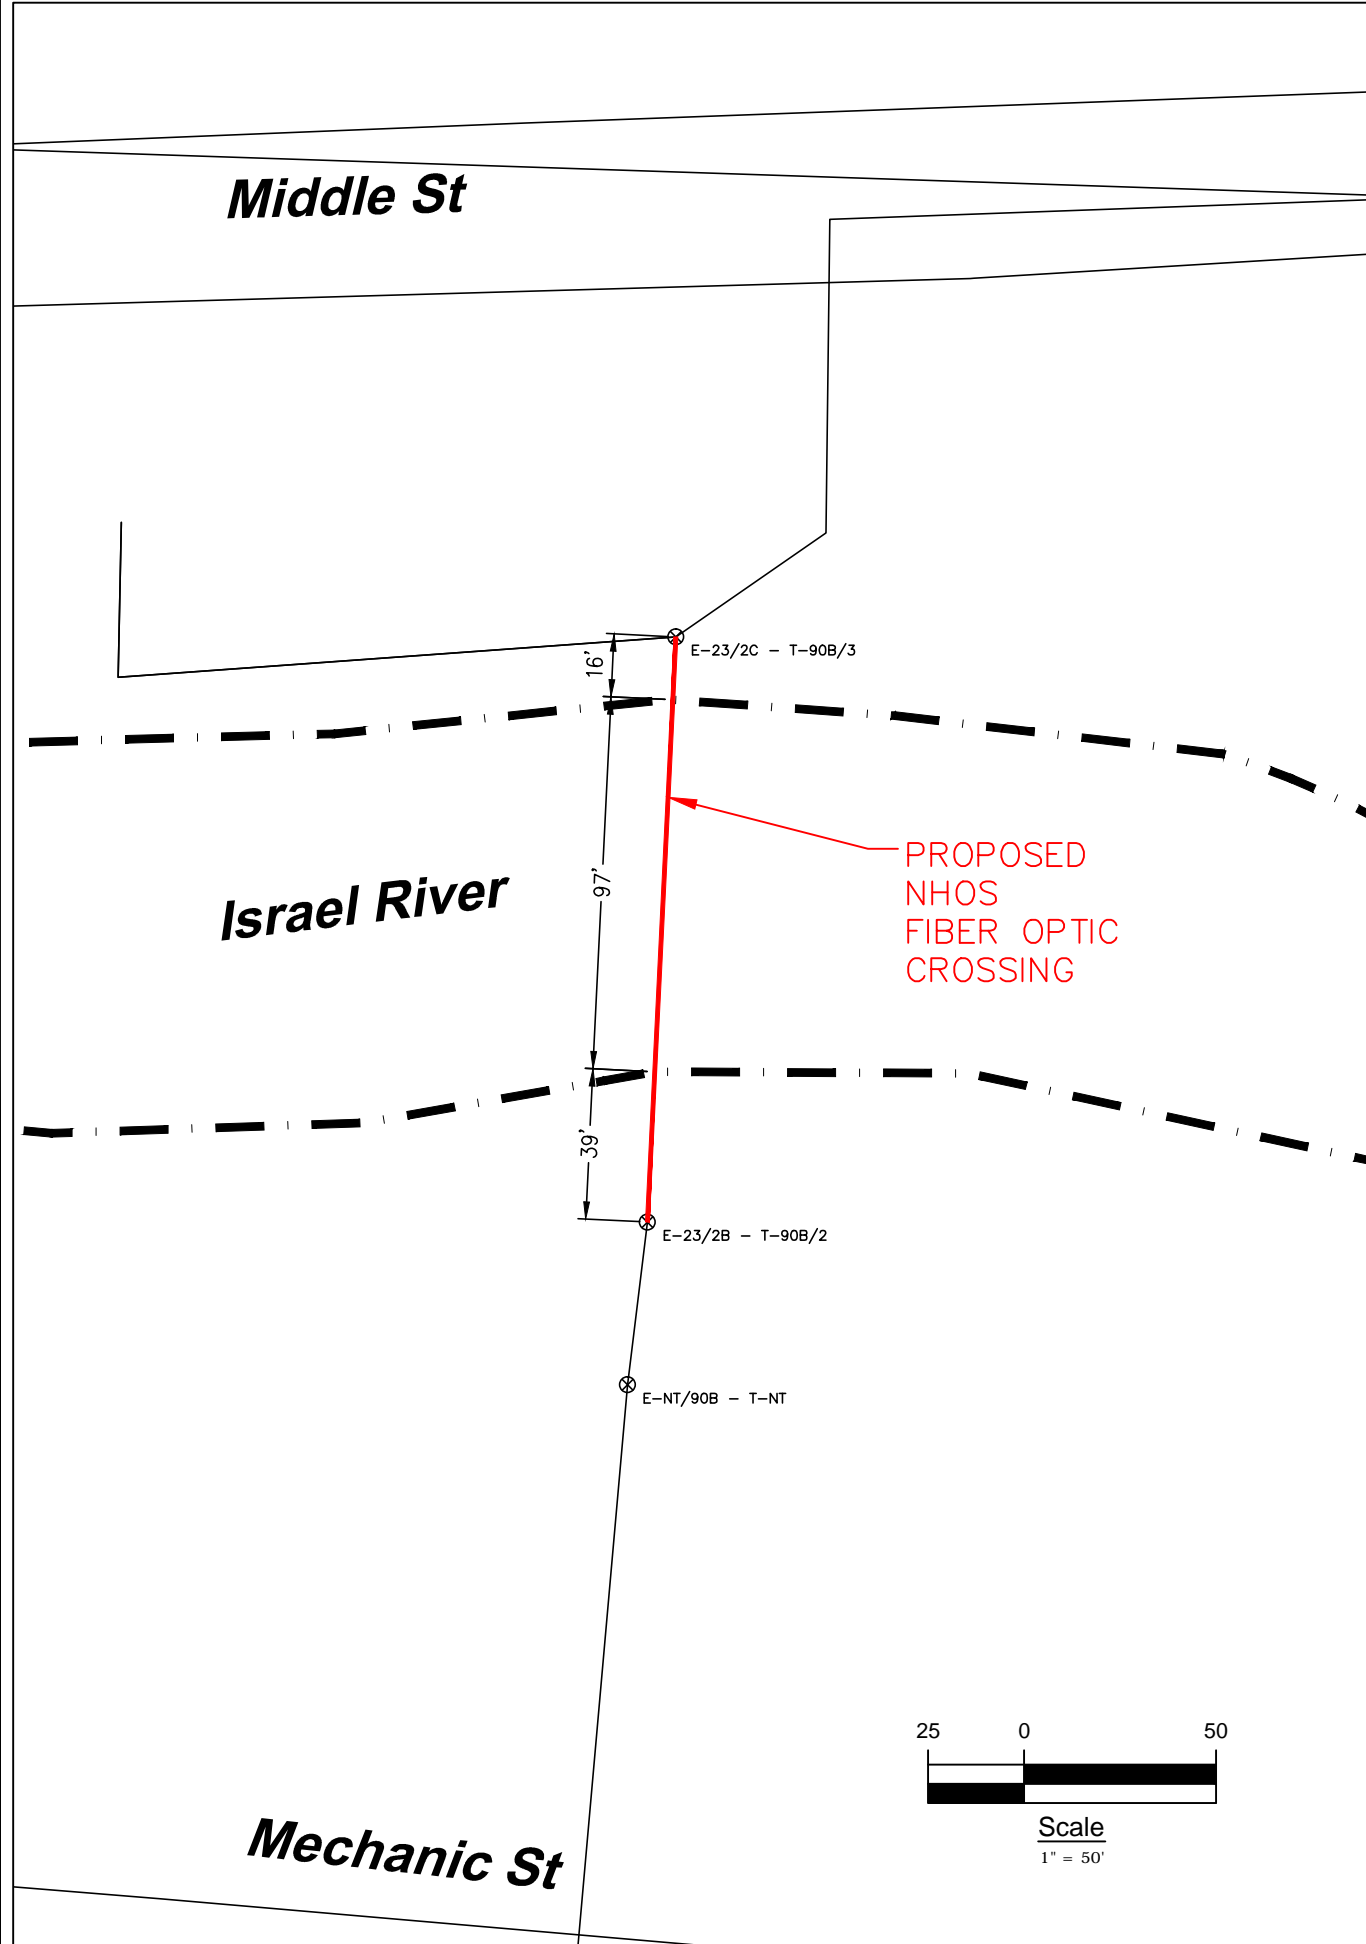 Middle St
16'
E-23/2C - T-90B/3
97'
Israel River
PROPOSED
NHOS
FIBER OPTIC
CROSSING
39'
E-23/2B - T-90B/2
E-NT/90B - T-NT
25 0 50
Scale
1" = 50'
Mechanic St